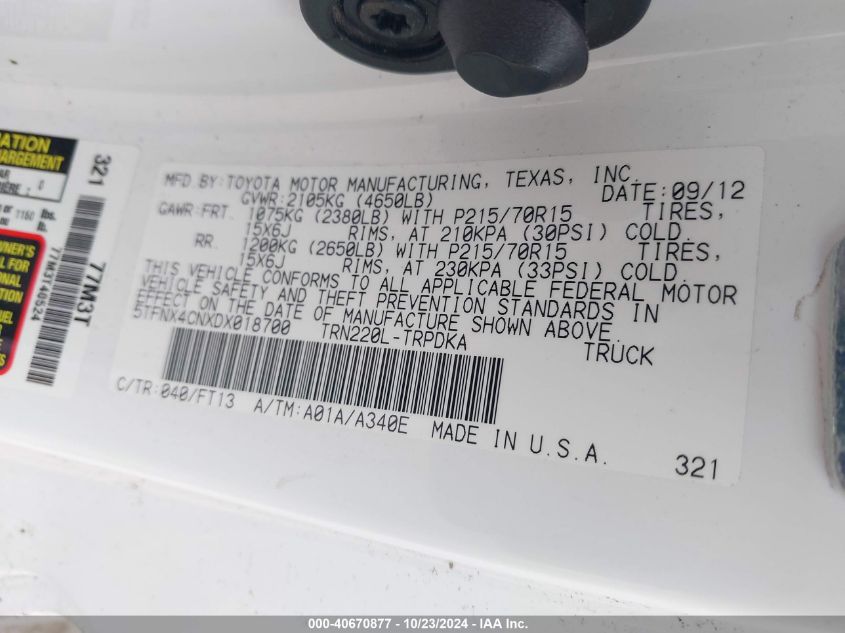 MFD.BY:TOYOTA MOTOR MANUFACTURING, TEXAS, INC.
GVWR:2105KG (4650LB) DATE:09/12
GAWR:FRT. 1075KG (2380LB) WITH P215/70R15 TIRES,
15X6J RIMS, AT 210KPA (30PSI) COLD.
RR. 1200KG (2650LB) WITH P215/70R15 TIRES,
15X6J RIMS, AT 230KPA (33PSI) COLD.
THIS VEHICLE CONFORMS TO ALL APPLICABLE FEDERAL MOTOR
VEHICLE SAFETY AND THEFT PREVENTION STANDARDS IN
EFFECT ON THE DATE OF MANUFACTURE SHOWN ABOVE.
5TFNX4CNXDX018700 TRN220L-TRPDKA TRUCK
C/TR:040/FT13 A/TM:A01A/A340E MADE IN U.S.A.
321
321
77M3T
77M3T40524
1160 lbs.
OWNER'S
000-40670877 - 10/23/2024 - IAA Inc.